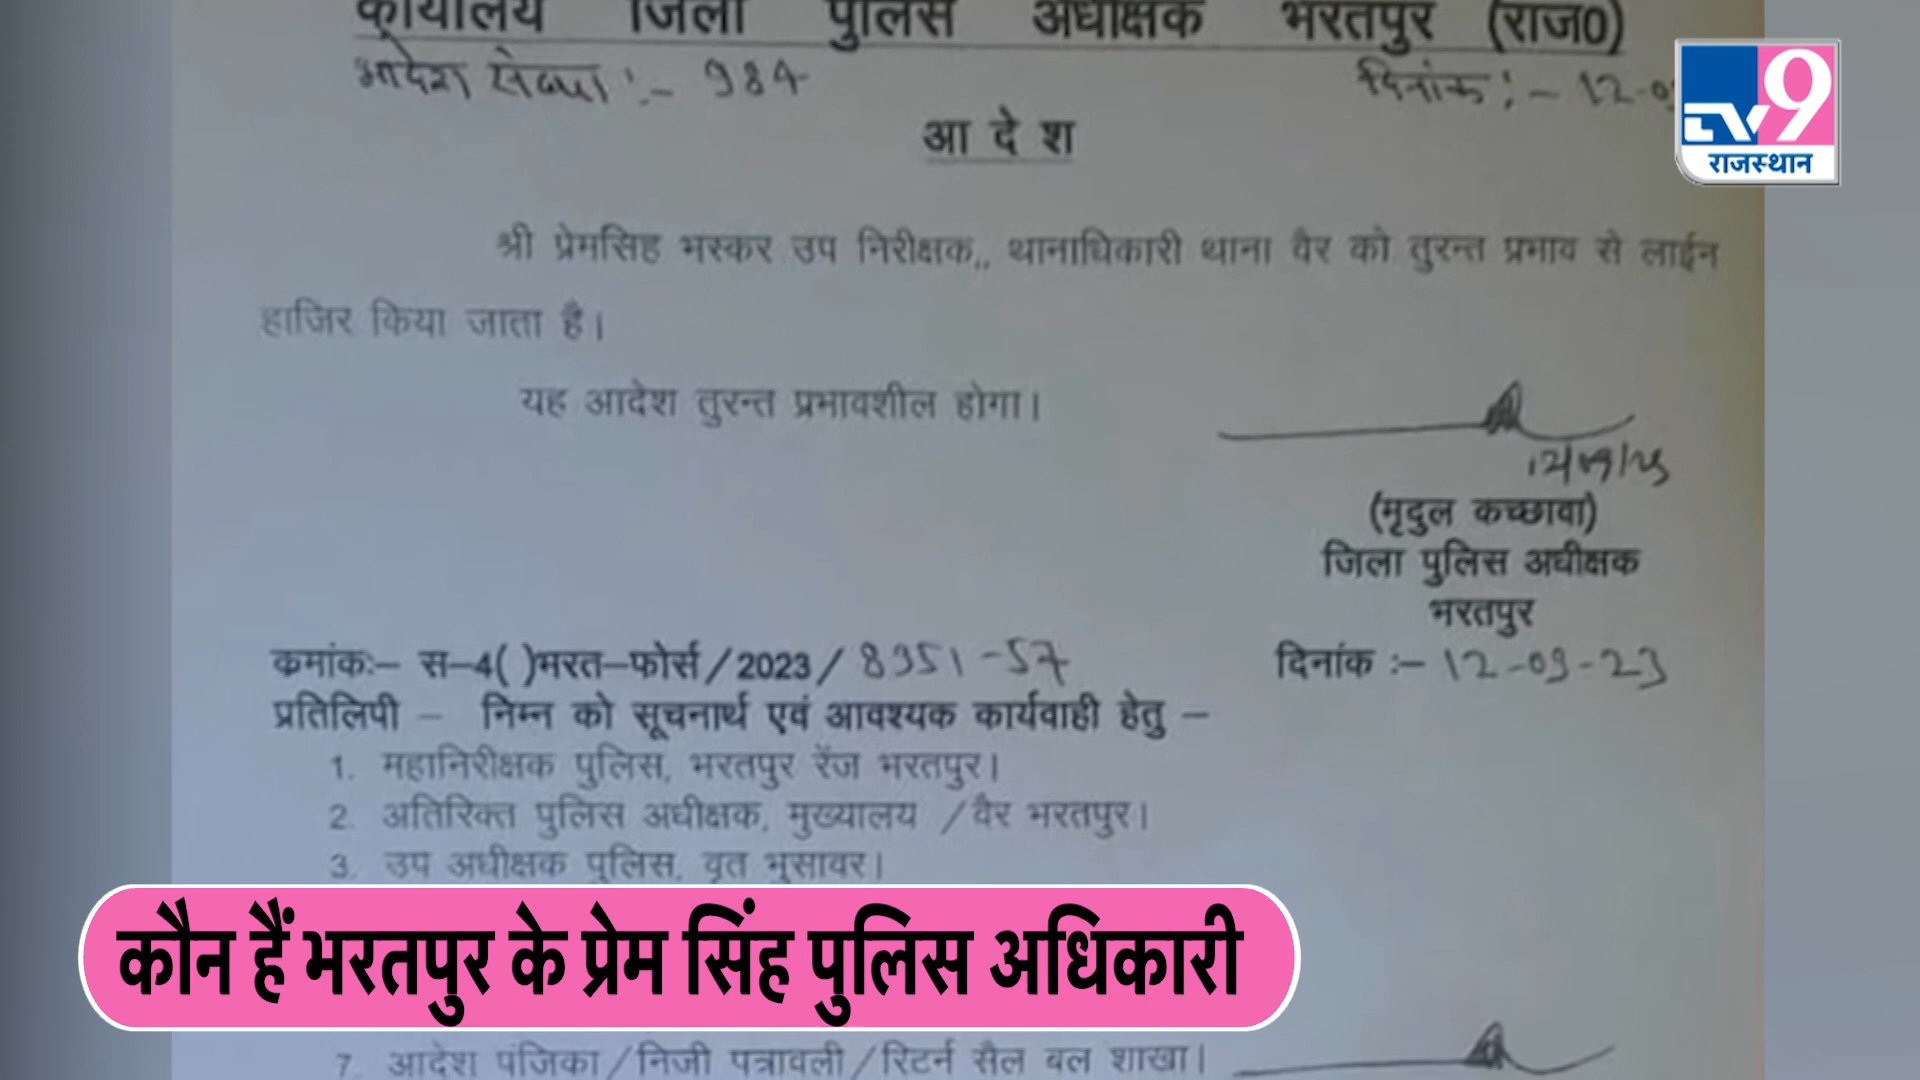 कार्यालय जिला पुलिस अधीक्षक भरतपुर (राज0)
आदेश संख्या :- 984
दिनांक :- 12-0
TV9
राजस्थान
आ दे श
श्री प्रेमसिह भस्कर उप निरीक्षक,, थानाधिकारी थाना वैर को तुरन्त प्रभाव से लाईन
हाजिर किया जाता है।
यह आदेश तुरन्त प्रभावशील होगा।
(मृदुल कच्छावा)
जिला पुलिस अधीक्षक
भरतपुर
क्रमांकः– स–4( )भरत–फोर्स/2023/ 8351-57
दिनांक :– 12-09-23
प्रतिलिपी – निम्न को सूचनार्थ एवं आवश्यक कार्यवाही हेतु –
1. महानिरीक्षक पुलिस, भरतपुर रेंज भरतपुर।
2. अतिरिक्त पुलिस अधीक्षक, मुख्यालय /वैर भरतपुर।
3. उप अधीक्षक पुलिस, वृत भुसावर।
कौन हैं भरतपुर के प्रेम सिंह पुलिस अधिकारी
7. आदेश पंजिका/निजी पत्रावली/रिटर्न सैल बल शाखा।